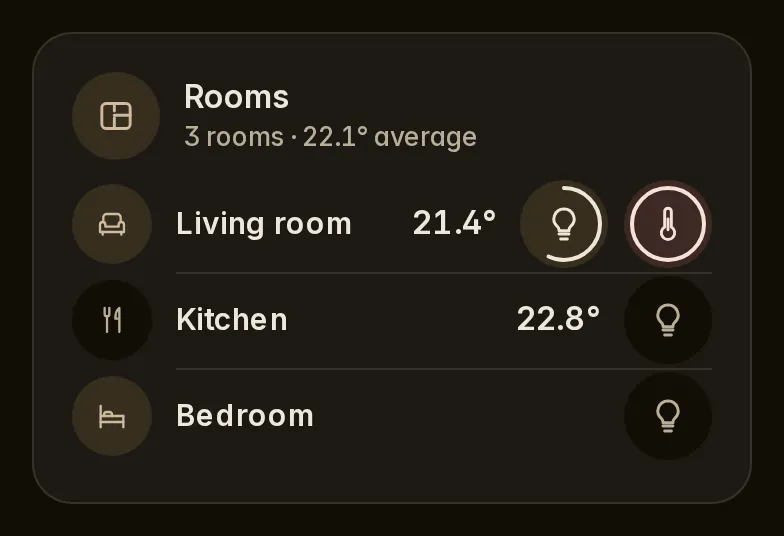 Rooms
3 rooms · 22.1° average
Living room 21.4°
Kitchen 22.8°
Bedroom